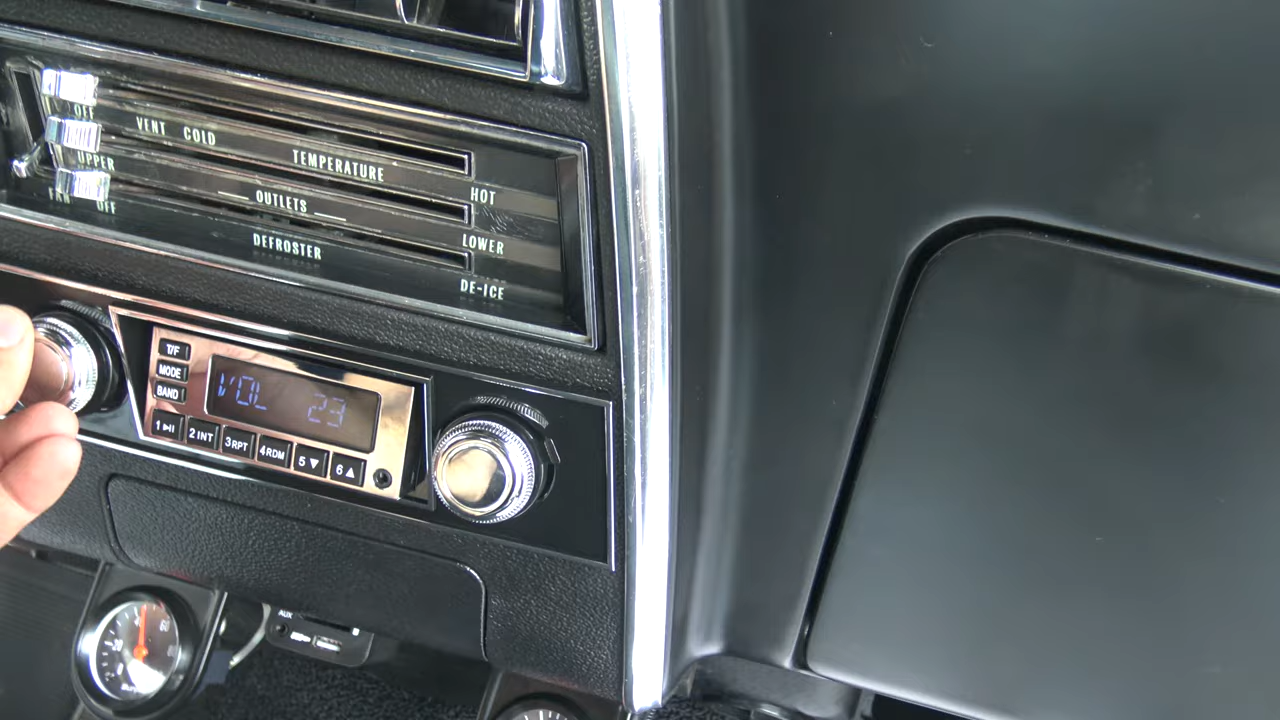 OFF
VENT COLD
TEMPERATURE
HOT
UPPER
OUTLETS
LOWER
FAN OFF
DEFROSTER
DE-ICE
T/F
MODE
BAND
VOL 23
1 ▶II 2 INT 3 RPT 4 RDM 5 ▼ 6 ▲
AUX